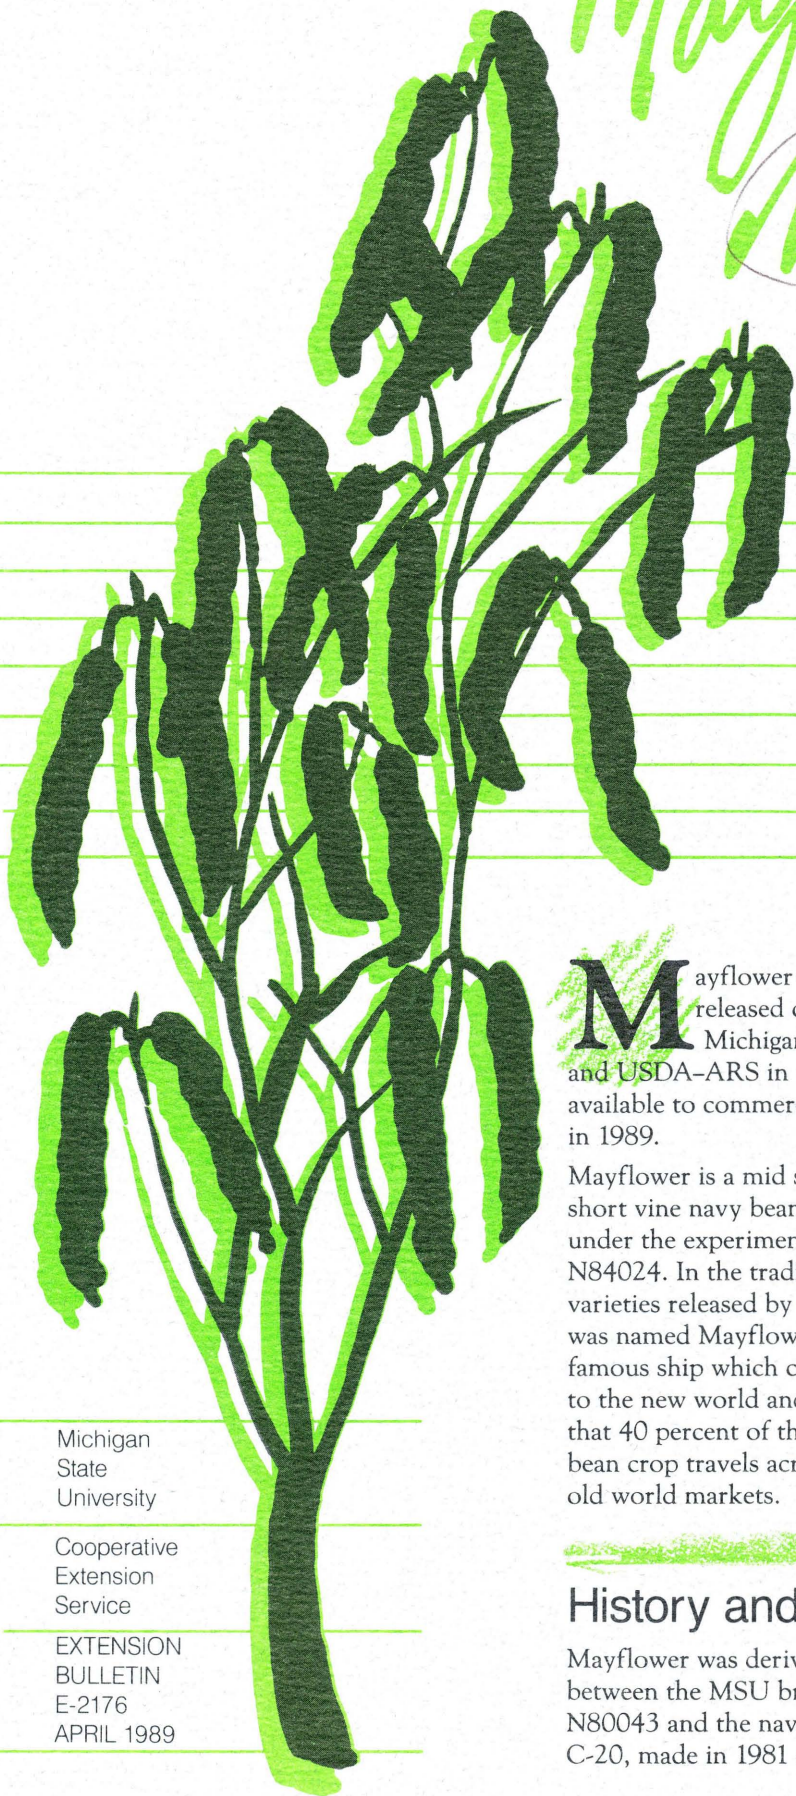 May
Mayflower
released
Michigan
and USDA–ARS in
available to commer
in 1989.
Mayflower is a mid s
short vine navy bean
under the experimen
N84024. In the trad
varieties released by
was named Mayflow
famous ship which c
to the new world and
that 40 percent of th
bean crop travels acr
old world markets.
History and
Mayflower was deriv
between the MSU br
N80043 and the nav
C-20, made in 1981
Michigan
State
University
Cooperative
Extension
Service
EXTENSION
BULLETIN
E-2176
APRIL 1989